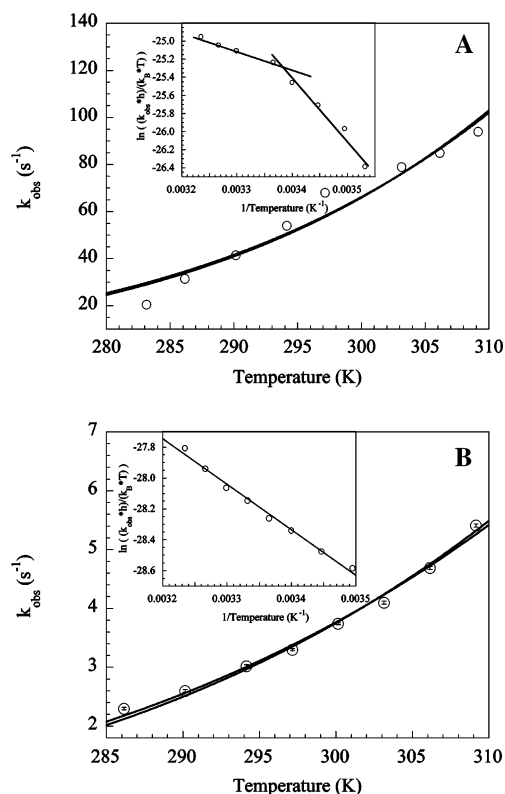 A
140
120
100
80
60
40
20
k_obs (s^-1)
280 285 290 295 300 305 310
Temperature (K)
-25.0
-25.2
-25.4
-25.6
-25.8
-26.0
-26.2
-26.4
ln ( (k_obs*h)/(k_B*T) )
0.0032 0.0033 0.0034 0.0035
1/Temperature (K^-1)
B
7
6
5
4
3
2
k_obs (s^-1)
285 290 295 300 305 310
Temperature (K)
-27.8
-28.0
-28.2
-28.4
-28.6
ln ( (k_obs*h)/(k_B*T) )
0.0032 0.0033 0.0034 0.0035
1/Temperature (K^-1)